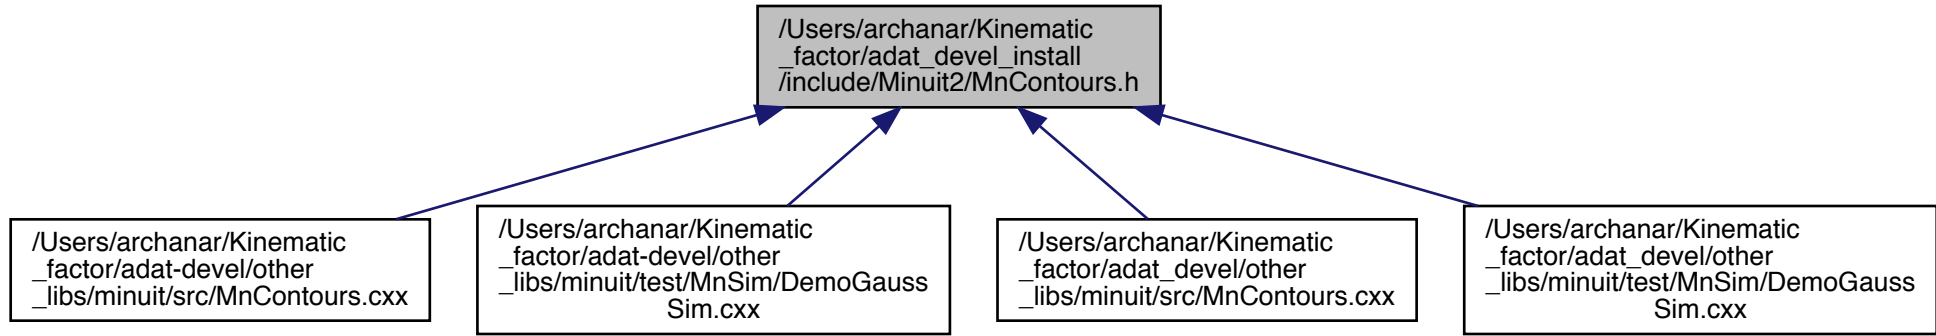 /Users/archanar/Kinematic
_factor/adat_devel_install
/include/Minuit2/MnContours.h
/Users/archanar/Kinematic
_factor/adat-devel/other
_libs/minuit/src/MnContours.cxx
/Users/archanar/Kinematic
_factor/adat-devel/other
_libs/minuit/test/MnSim/DemoGauss
Sim.cxx
/Users/archanar/Kinematic
_factor/adat_devel/other
_libs/minuit/src/MnContours.cxx
/Users/archanar/Kinematic
_factor/adat_devel/other
_libs/minuit/test/MnSim/DemoGauss
Sim.cxx